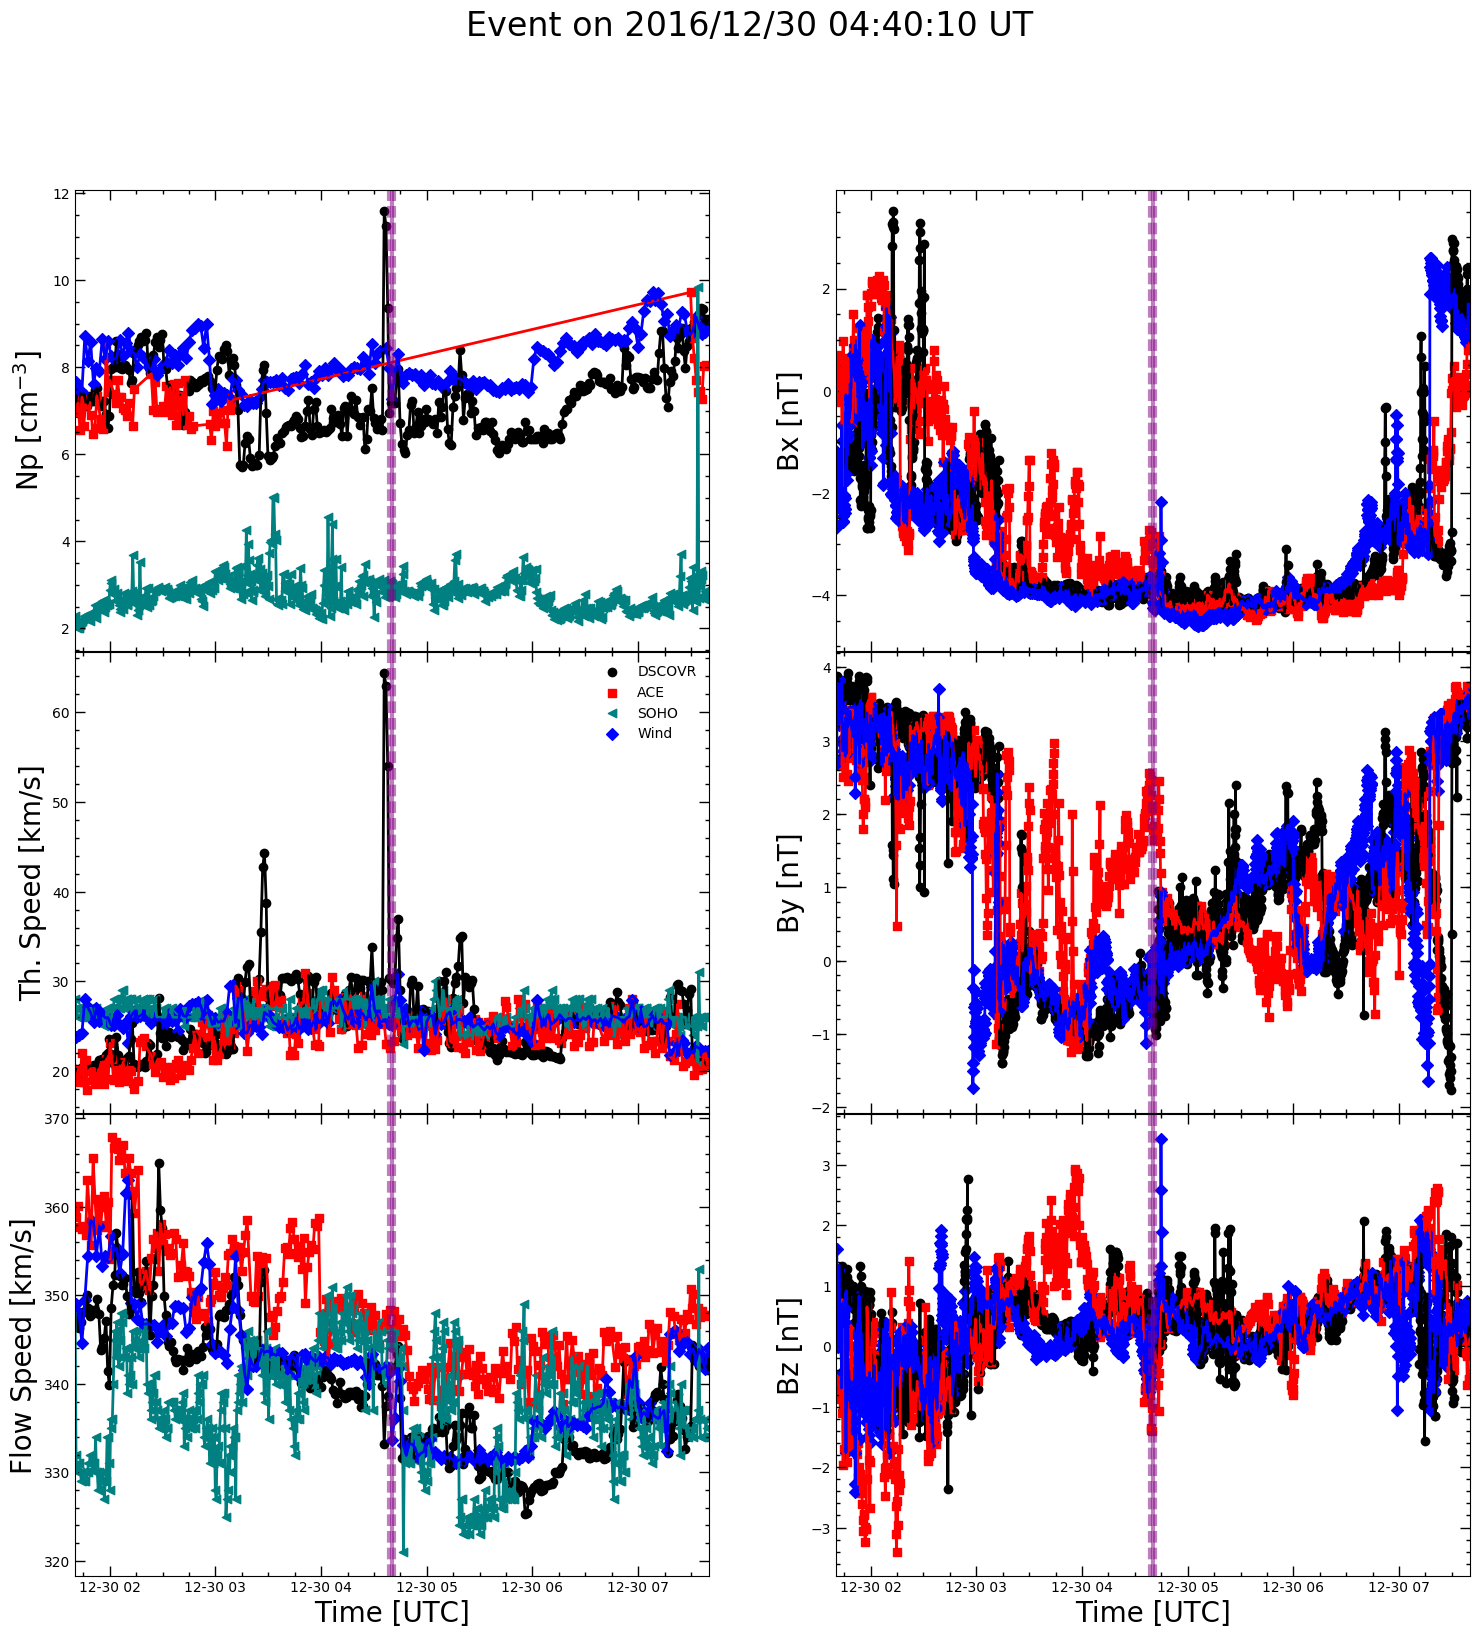 Event on 2016/12/30 04:40:10 UT
12
10
8
6
4
2
Np [cm⁻³]
2
0
−2
−4
Bx [nT]
60
50
40
30
20
Th. Speed [km/s]
DSCOVR
ACE
SOHO
Wind
4
3
2
1
0
−1
−2
By [nT]
370
360
350
340
330
320
Flow Speed [km/s]
12-30 02 12-30 03 12-30 04 12-30 05 12-30 06 12-30 07
Time [UTC]
3
2
1
0
−1
−2
−3
Bz [nT]
12-30 02 12-30 03 12-30 04 12-30 05 12-30 06 12-30 07
Time [UTC]